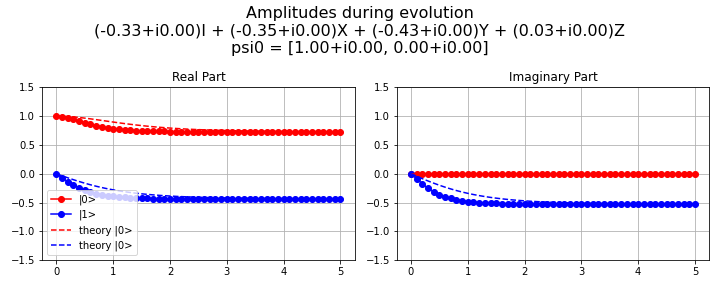 Amplitudes during evolution
(-0.33+i0.00)I + (-0.35+i0.00)X + (-0.43+i0.00)Y + (0.03+i0.00)Z
psi0 = [1.00+i0.00, 0.00+i0.00]
Real Part
1.5
1.0
0.5
0.0
−0.5
−1.0
−1.5
|0>
|1>
theory |0>
theory |0>
0 1 2 3 4 5
Imaginary Part
1.5
1.0
0.5
0.0
−0.5
−1.0
−1.5
0 1 2 3 4 5